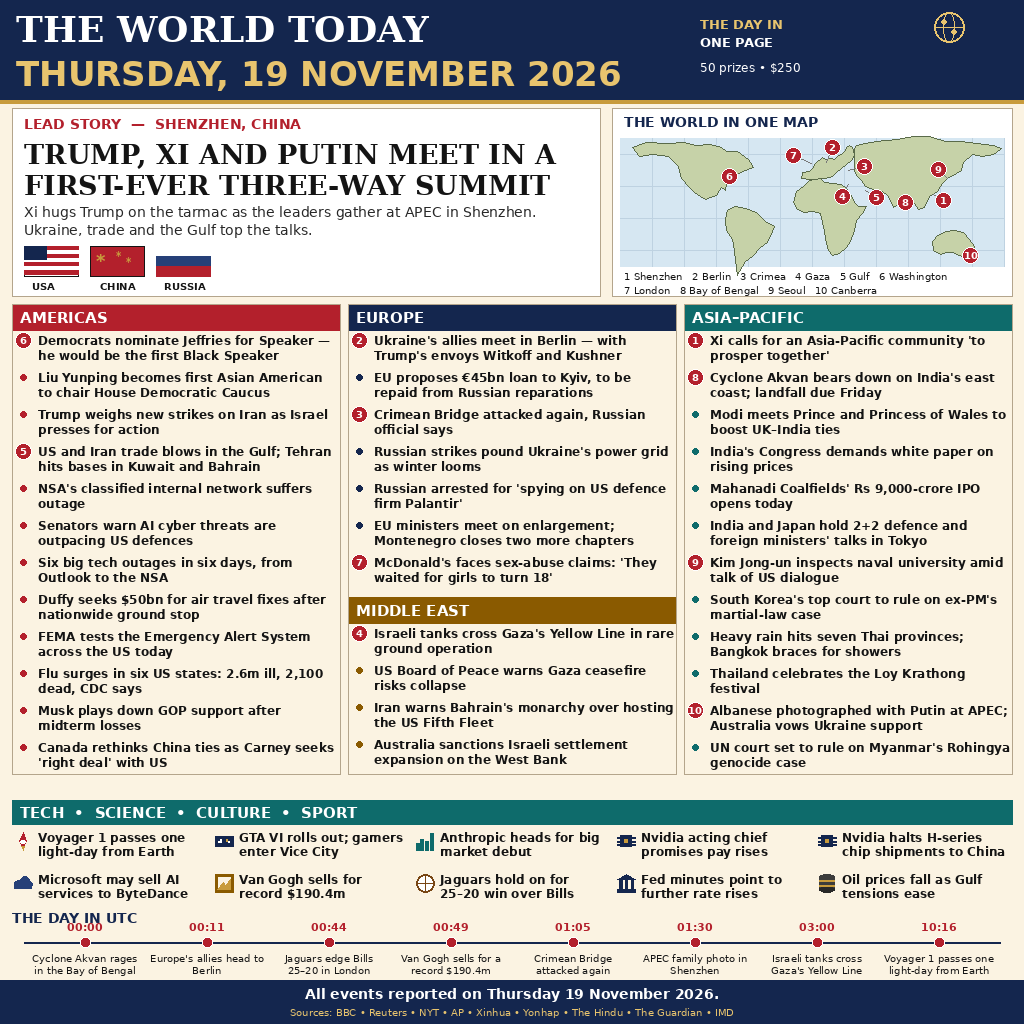 THE WORLD TODAY
THURSDAY, 19 NOVEMBER 2026
THE DAY IN
ONE PAGE
50 prizes • $250
LEAD STORY — SHENZHEN, CHINA
TRUMP, XI AND PUTIN MEET IN A
FIRST-EVER THREE-WAY SUMMIT
Xi hugs Trump on the tarmac as the leaders gather at APEC in Shenzhen.
Ukraine, trade and the Gulf top the talks.
USA
CHINA
RUSSIA
THE WORLD IN ONE MAP
7
2
3
6
9
4
5
8
1
10
1 Shenzhen 2 Berlin 3 Crimea 4 Gaza 5 Gulf 6 Washington
7 London 8 Bay of Bengal 9 Seoul 10 Canberra
AMERICAS
6 Democrats nominate Jeffries for Speaker —
he would be the first Black Speaker
• Liu Yunping becomes first Asian American
to chair House Democratic Caucus
• Trump weighs new strikes on Iran as Israel
presses for action
5 US and Iran trade blows in the Gulf; Tehran
hits bases in Kuwait and Bahrain
• NSA's classified internal network suffers
outage
• Senators warn AI cyber threats are
outpacing US defences
• Six big tech outages in six days, from
Outlook to the NSA
• Duffy seeks $50bn for air travel fixes after
nationwide ground stop
• FEMA tests the Emergency Alert System
across the US today
• Flu surges in six US states: 2.6m ill, 2,100
dead, CDC says
• Musk plays down GOP support after
midterm losses
• Canada rethinks China ties as Carney seeks
'right deal' with US
EUROPE
2 Ukraine's allies meet in Berlin — with
Trump's envoys Witkoff and Kushner
• EU proposes €45bn loan to Kyiv, to be
repaid from Russian reparations
3 Crimean Bridge attacked again, Russian
official says
• Russian strikes pound Ukraine's power grid
as winter looms
• Russian arrested for 'spying on US defence
firm Palantir'
• EU ministers meet on enlargement;
Montenegro closes two more chapters
7 McDonald's faces sex-abuse claims: 'They
waited for girls to turn 18'
MIDDLE EAST
4 Israeli tanks cross Gaza's Yellow Line in rare
ground operation
• US Board of Peace warns Gaza ceasefire
risks collapse
• Iran warns Bahrain's monarchy over hosting
the US Fifth Fleet
• Australia sanctions Israeli settlement
expansion on the West Bank
ASIA–PACIFIC
1 Xi calls for an Asia-Pacific community 'to
prosper together'
8 Cyclone Akvan bears down on India's east
coast; landfall due Friday
• Modi meets Prince and Princess of Wales to
boost UK–India ties
• India's Congress demands white paper on
rising prices
• Mahanadi Coalfields' Rs 9,000-crore IPO
opens today
• India and Japan hold 2+2 defence and
foreign ministers' talks in Tokyo
9 Kim Jong-un inspects naval university amid
talk of US dialogue
• South Korea's top court to rule on ex-PM's
martial-law case
• Heavy rain hits seven Thai provinces;
Bangkok braces for showers
• Thailand celebrates the Loy Krathong
festival
10 Albanese photographed with Putin at APEC;
Australia vows Ukraine support
• UN court set to rule on Myanmar's Rohingya
genocide case
TECH • SCIENCE • CULTURE • SPORT
Voyager 1 passes one
light-day from Earth
GTA VI rolls out; gamers
enter Vice City
Anthropic heads for big
market debut
Nvidia acting chief
promises pay rises
Nvidia halts H-series
chip shipments to China
Microsoft may sell AI
services to ByteDance
Van Gogh sells for
record $190.4m
Jaguars hold on for
25–20 win over Bills
Fed minutes point to
further rate rises
Oil prices fall as Gulf
tensions ease
THE DAY IN UTC
00:00
Cyclone Akvan rages
in the Bay of Bengal
00:11
Europe's allies head to
Berlin
00:44
Jaguars edge Bills
25–20 in London
00:49
Van Gogh sells for a
record $190.4m
01:05
Crimean Bridge
attacked again
01:30
APEC family photo in
Shenzhen
03:00
Israeli tanks cross
Gaza's Yellow Line
10:16
Voyager 1 passes one
light-day from Earth
All events reported on Thursday 19 November 2026.
Sources: BBC • Reuters • NYT • AP • Xinhua • Yonhap • The Hindu • The Guardian • IMD